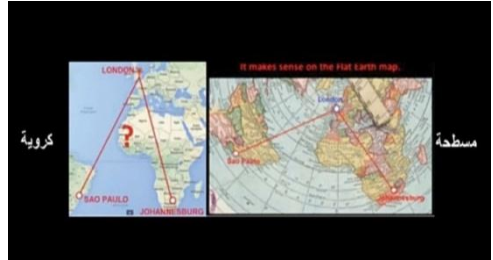 It makes sense on the Flat Earth map.
LONDON
London
كروية
?
مسطحة
Sao Paulo
SAO PAULO
JOHANNESBURG
Johannesburg